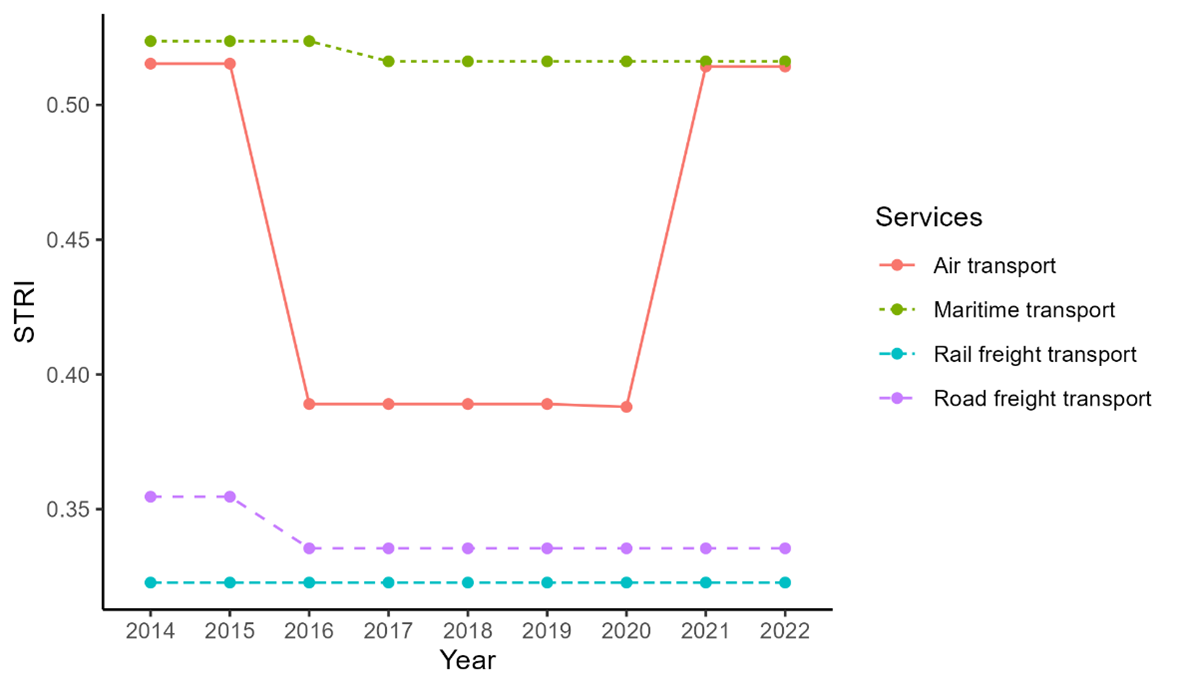 STRI
0.50
0.45
0.40
0.35
2014 2015 2016 2017 2018 2019 2020 2021 2022
Year
Services
Air transport
Maritime transport
Rail freight transport
Road freight transport